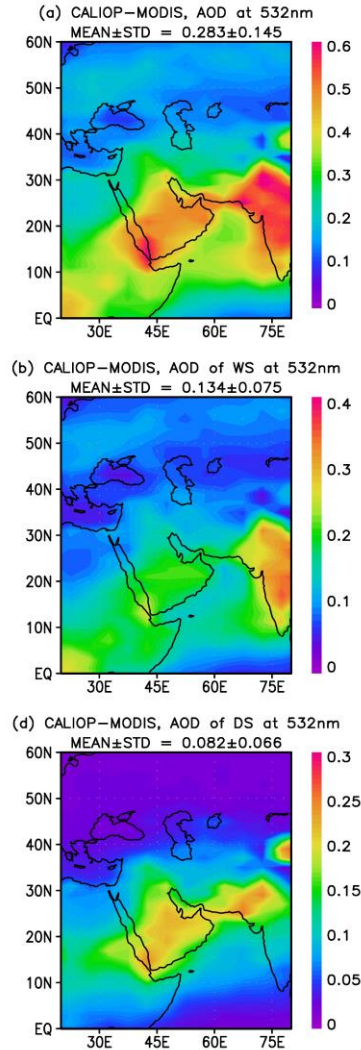 (a) CALIOP-MODIS, AOD at 532nm
MEAN±STD = 0.283±0.145
60N
50N
40N
30N
20N
10N
EQ
30E 45E 60E 75E
0.6
0.5
0.4
0.3
0.2
0.1
0
(b) CALIOP-MODIS, AOD of WS at 532nm
MEAN±STD = 0.134±0.075
60N
50N
40N
30N
20N
10N
EQ
30E 45E 60E 75E
0.4
0.3
0.2
0.1
0
(d) CALIOP-MODIS, AOD of DS at 532nm
MEAN±STD = 0.082±0.066
60N
50N
40N
30N
20N
10N
EQ
30E 45E 60E 75E
0.3
0.25
0.2
0.15
0.1
0.05
0